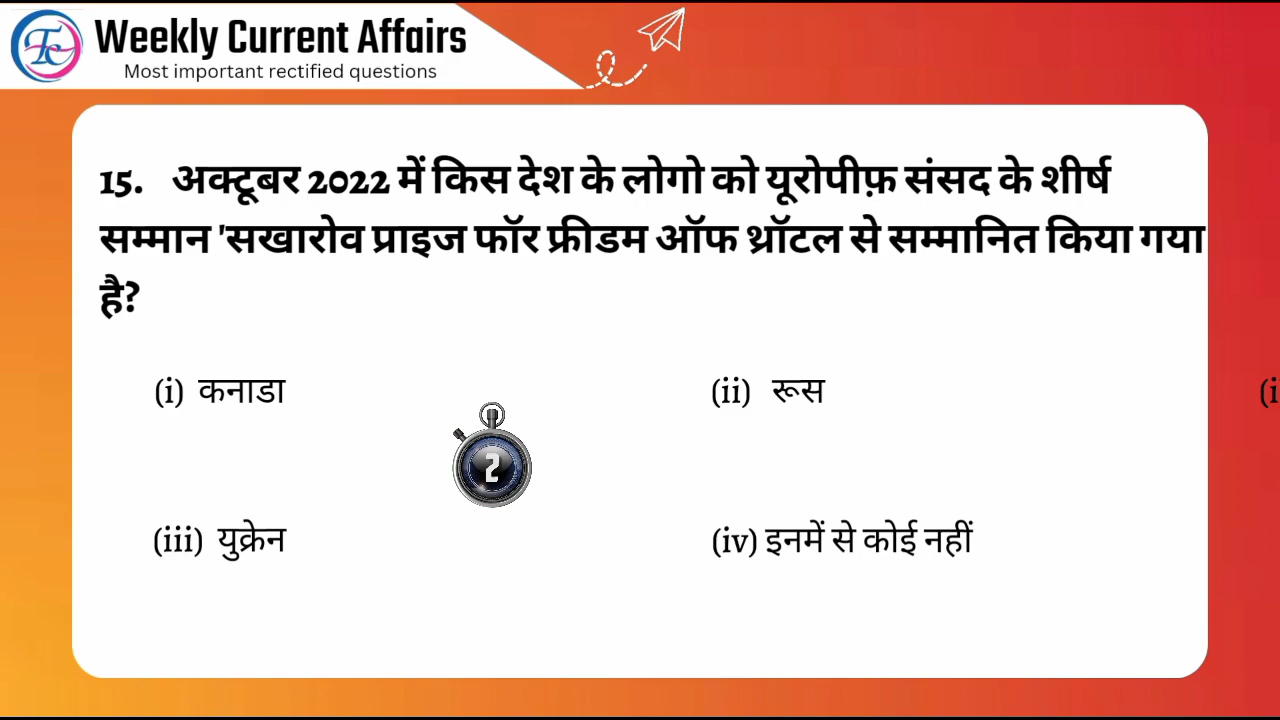 Weekly Current Affairs
Most important rectified questions
15. अक्टूबर 2022 में किस देश के लोगो को यूरोपीफ़ संसद के शीर्ष
सम्मान 'सखारोव प्राइज फॉर फ्रीडम ऑफ थ्रॉटल से सम्मानित किया गया
है?
(i) कनाडा
(ii) रूस
(i
2
(iii) युक्रेन
(iv) इनमें से कोई नहीं